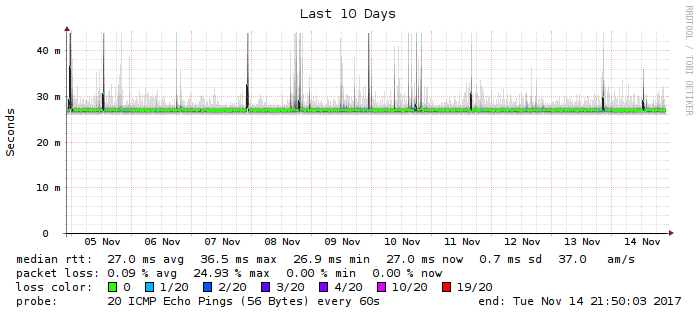 Last 10 Days
RRDTOOL / TOBI OETIKER
Seconds
40 m
30 m
20 m
10 m
0
05 Nov 06 Nov 07 Nov 08 Nov 09 Nov 10 Nov 11 Nov 12 Nov 13 Nov 14 Nov
median rtt: 27.0 ms avg 36.5 ms max 26.9 ms min 27.0 ms now 0.7 ms sd 37.0 am/s
packet loss: 0.09 % avg 24.93 % max 0.00 % min 0.00 % now
loss color: 0 1/20 2/20 3/20 4/20 10/20 19/20
probe: 20 ICMP Echo Pings (56 Bytes) every 60s end: Tue Nov 14 21:50:03 2017